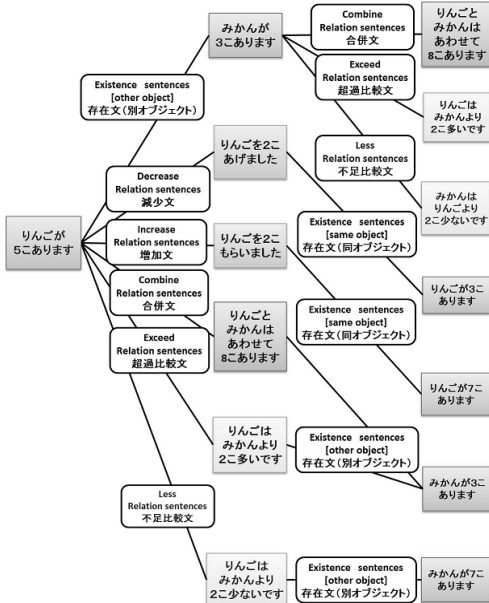 みかんが
3こあります
Combine
Relation sentences
合併文
りんごと
みかんは
あわせて
8こあります
Exceed
Relation sentences
超過比較文
Existence sentences
[other object]
存在文(別オブジェクト)
りんごは
みかんより
2こ多いです
Less
Relation sentences
不足比較文
りんごを2こ
あげました
Decrease
Relation sentences
減少文
みかんは
りんごより
2こ少ないです
りんごが
5こあります
Increase
Relation sentences
増加文
りんごを2こ
もらいました
Existence sentences
[same object]
存在文(同オブジェクト)
りんごが3こ
あります
Combine
Relation sentences
合併文
りんごと
みかんは
あわせて
8こあります
Existence sentences
[same object]
存在文(同オブジェクト)
Exceed
Relation sentences
超過比較文
りんごが7こ
あります
りんごは
みかんより
2こ多いです
Existence sentences
[other object]
存在文(別オブジェクト)
みかんが3こ
あります
Less
Relation sentences
不足比較文
りんごは
みかんより
2こ少ないです
Existence sentences
[other object]
存在文(別オブジェクト)
みかんが7こ
あります